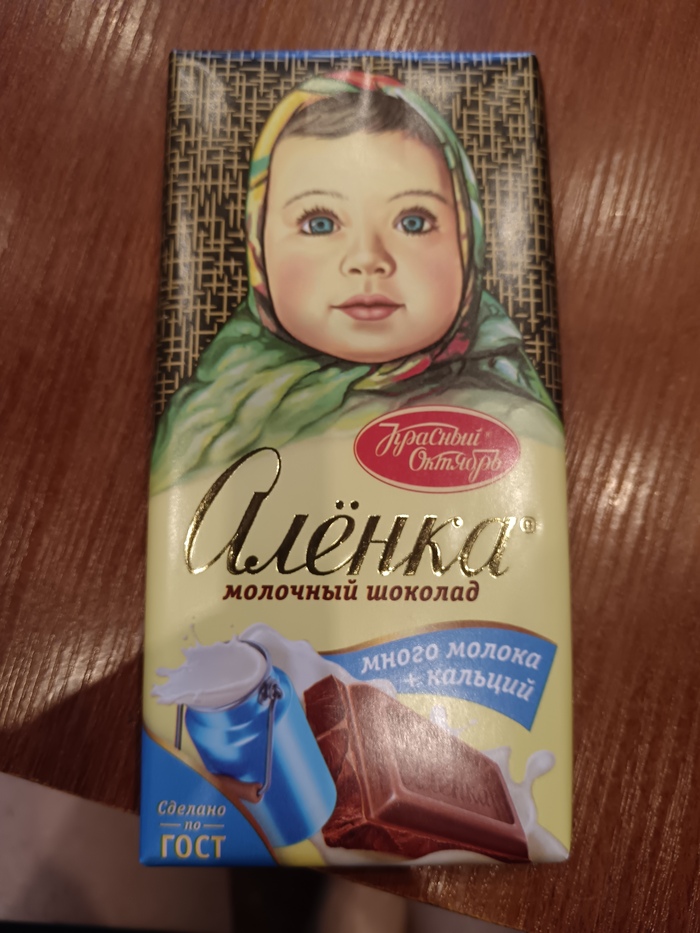 Красный
Октябрь
Алёнка®
молочный шоколад
много молока
+ кальций
Сделано
по
ГОСТ